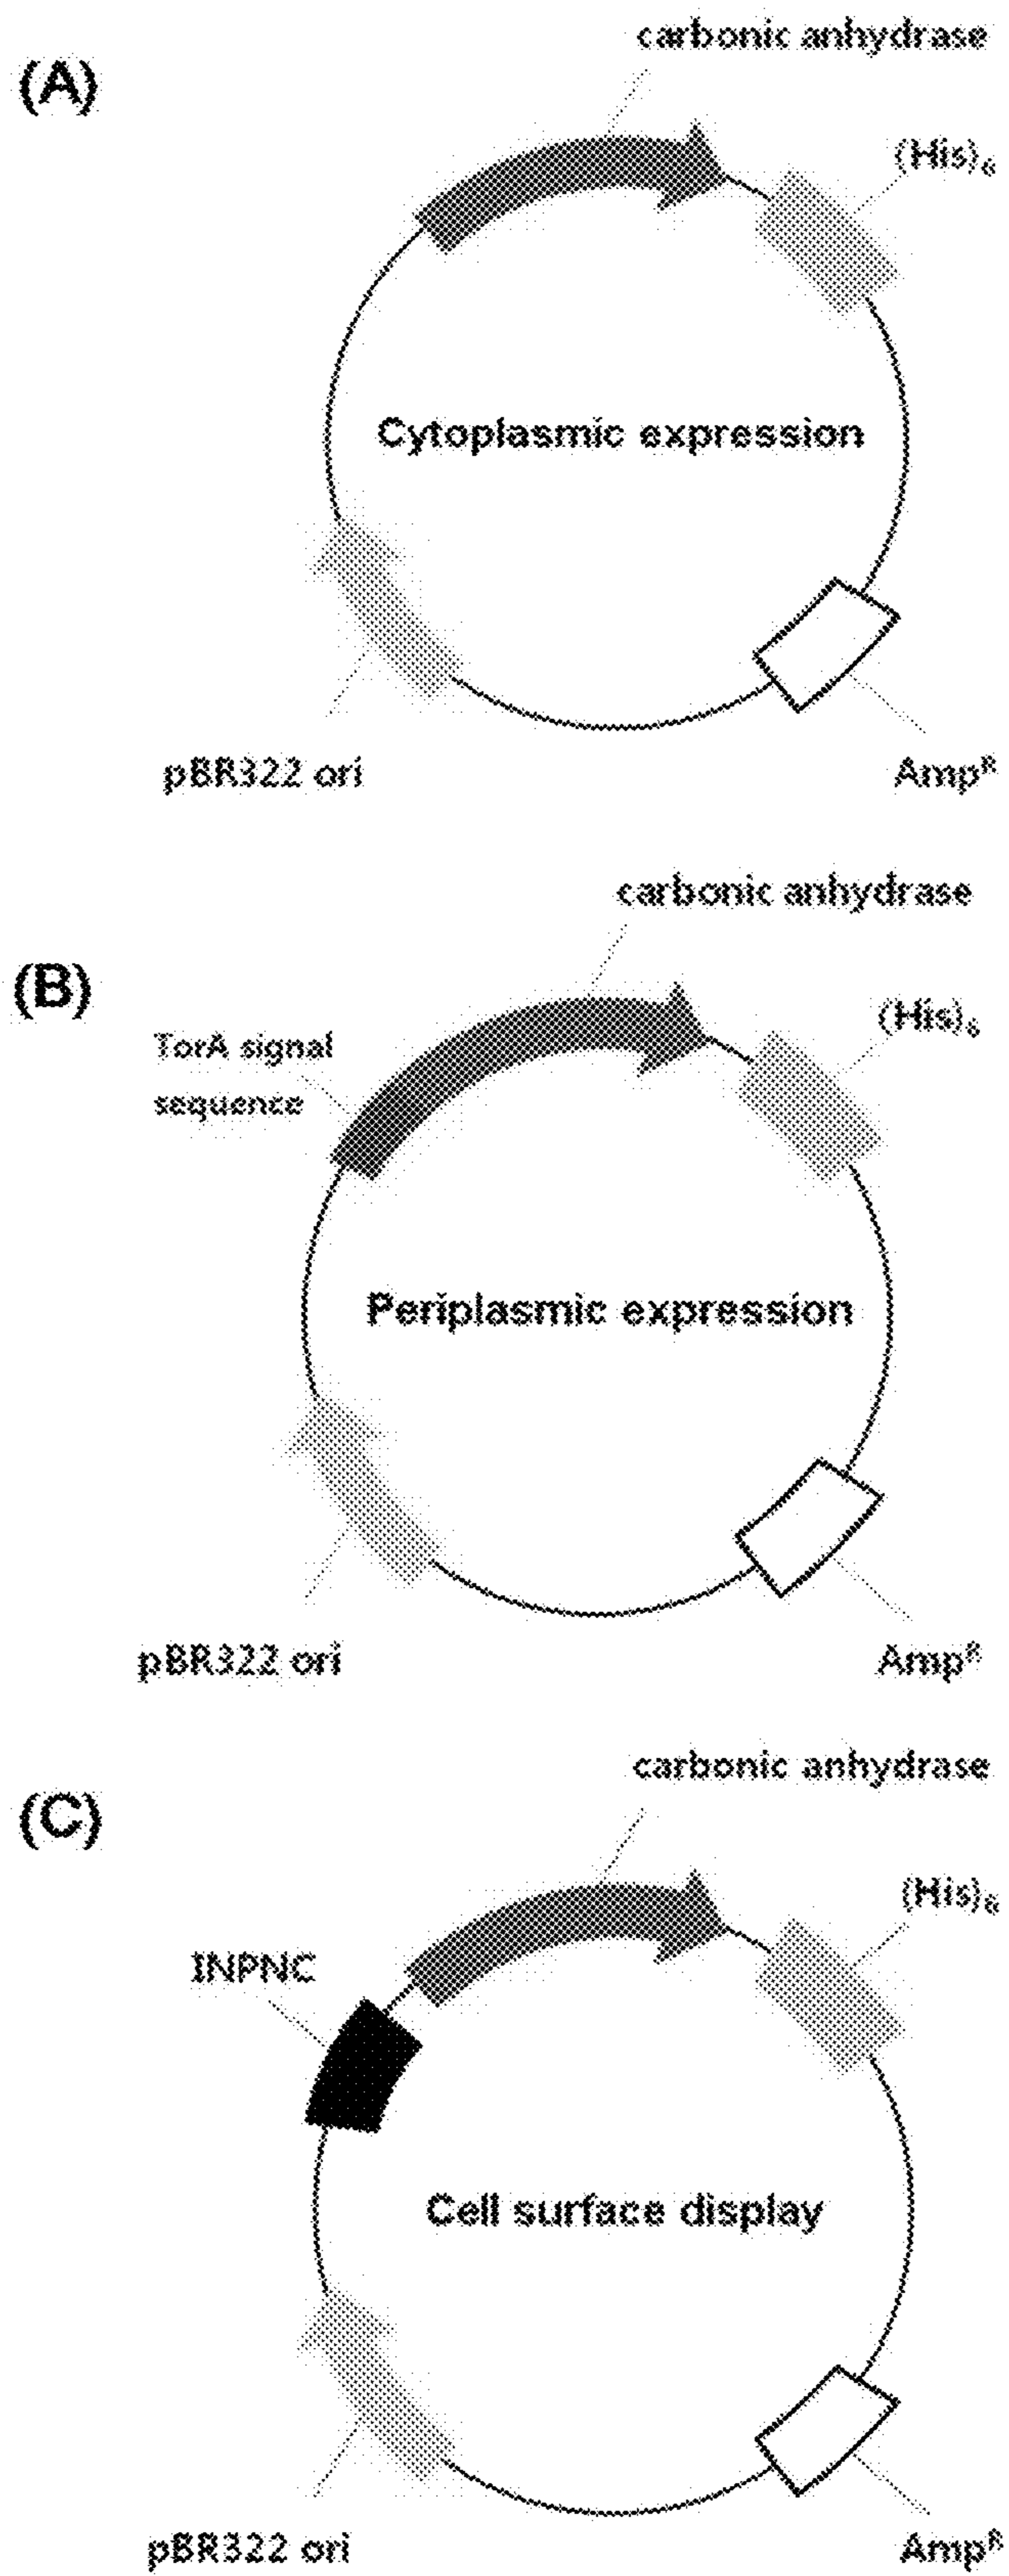 carbonic anhydrase
(A)
(His)₆
Cytoplasmic expression
pBR322 ori
Ampᴿ
carbonic anhydrase
(B)
(His)₆
TorA signal
sequence
Periplasmic expression
pBR322 ori
Ampᴿ
carbonic anhydrase
(C)
(His)₆
INPNC
Cell surface display
pBR322 ori
Ampᴿ